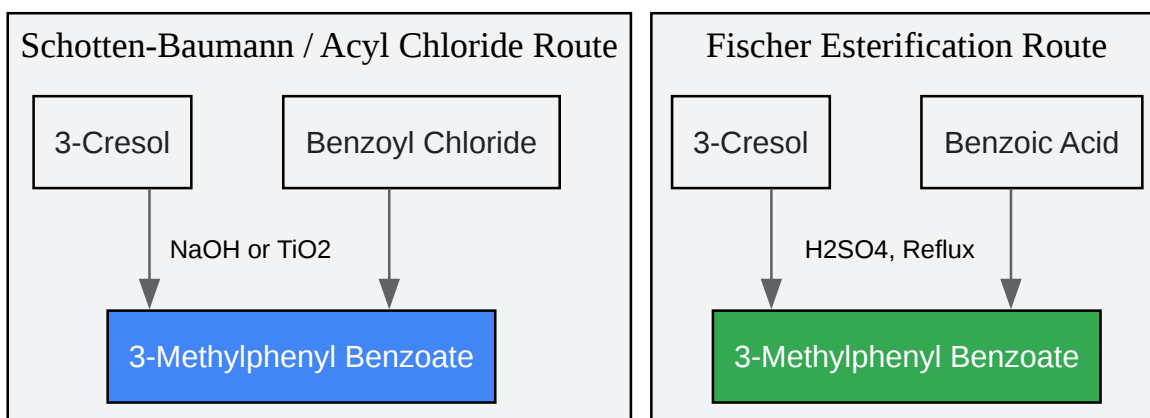 Schotten-Baumann / Acyl Chloride Route
3-Cresol
Benzoyl Chloride
NaOH or TiO2
3-Methylphenyl Benzoate
Fischer Esterification Route
3-Cresol
Benzoic Acid
H2SO4, Reflux
3-Methylphenyl Benzoate